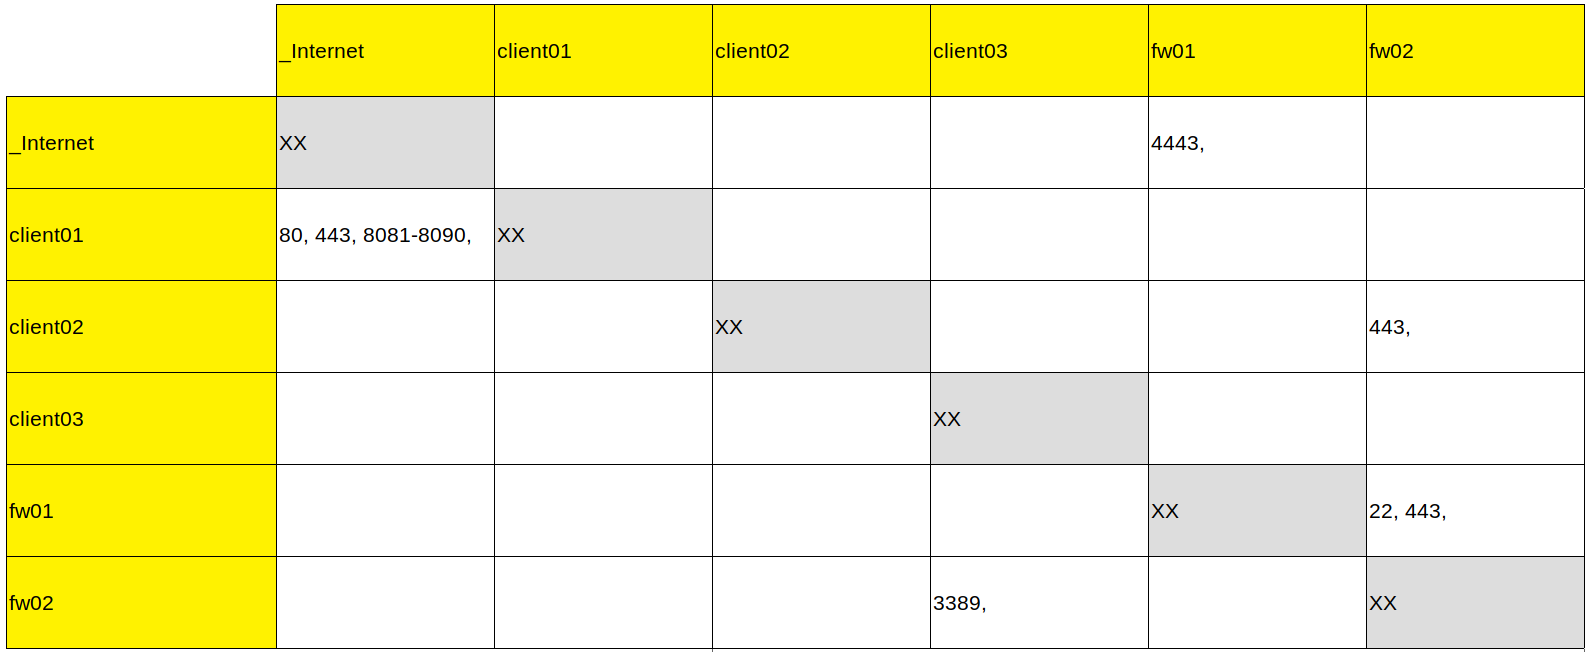 _Internet client01 client02 client03 fw01 fw02
_Internet XX 4443,
client01 80, 443, 8081-8090, XX
client02 XX 443,
client03 XX
fw01 XX 22, 443,
fw02 3389, XX